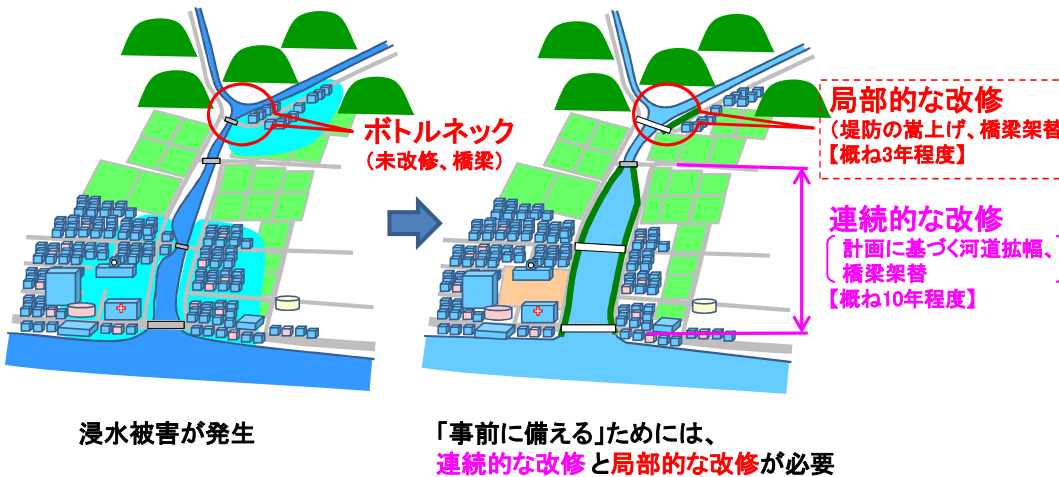 ボトルネック
(未改修、橋梁)
局部的な改修
(堤防の嵩上げ、橋梁架替
【概ね3年程度】
連続的な改修
計画に基づく河道拡幅、
橋梁架替
【概ね10年程度】
浸水被害が発生
「事前に備える」ためには、
連続的な改修と局部的な改修が必要